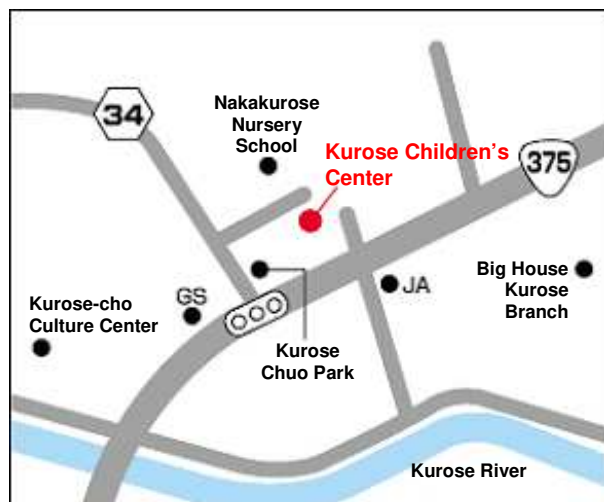 34
Nakakurose
Nursery
School
Kurose Children’s
Center
375
Big House
Kurose
Branch
JA
GS
Kurose-cho
Culture Center
Kurose
Chuo Park
Kurose River